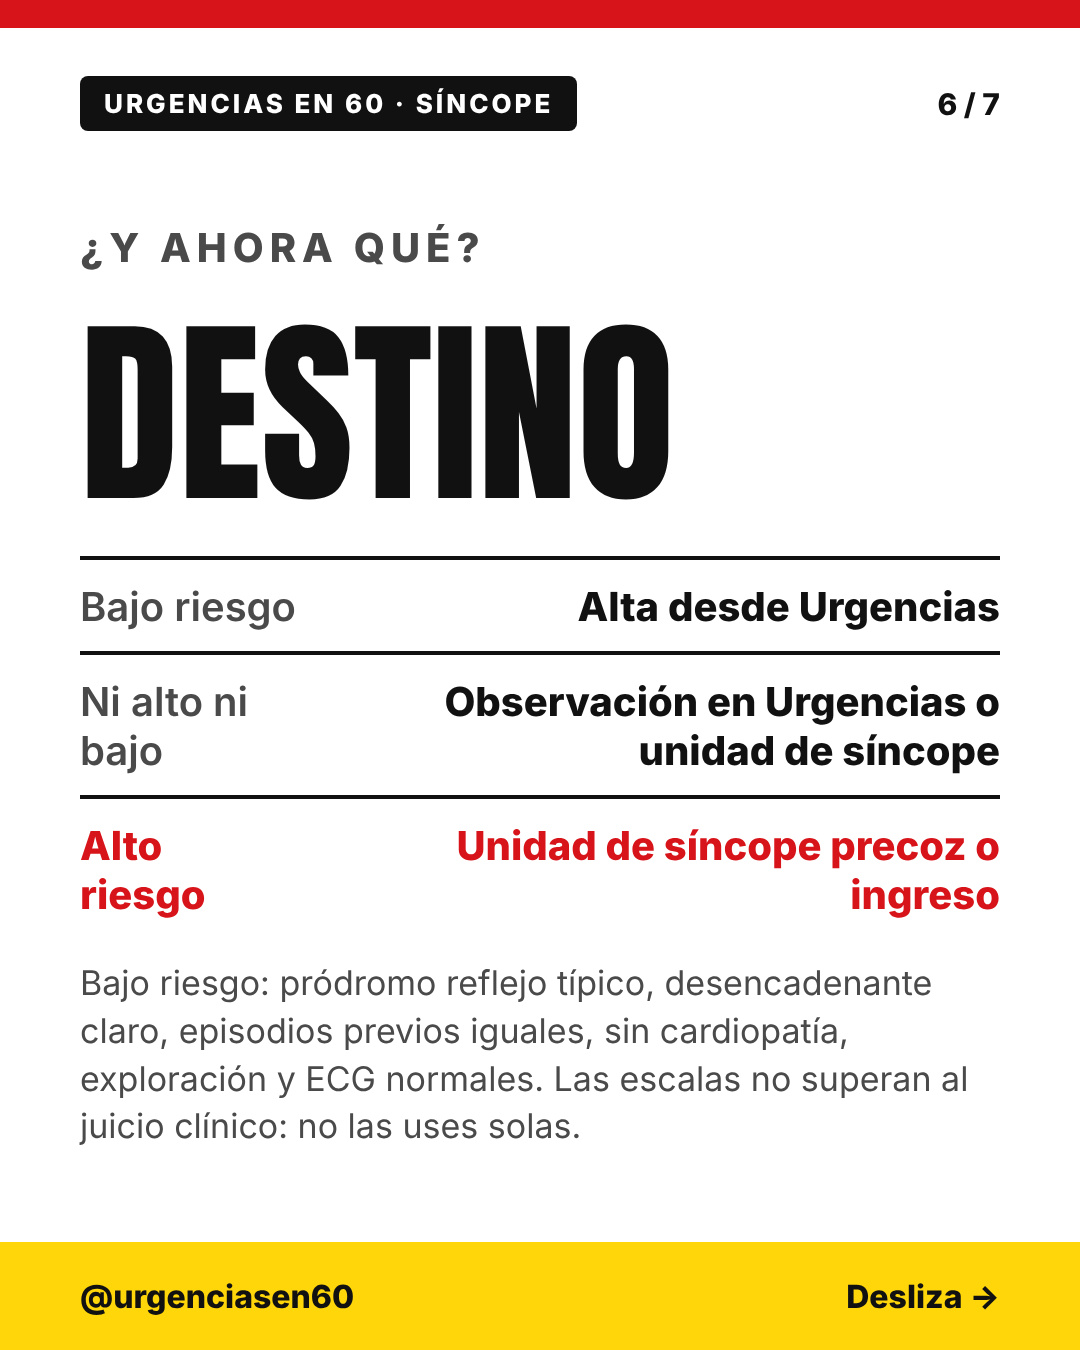 URGENCIAS EN 60 · SÍNCOPE
6 / 7
¿Y AHORA QUÉ?
DESTINO
Bajo riesgo
Alta desde Urgencias
Ni alto ni
bajo
Observación en Urgencias o
unidad de síncope
Alto
riesgo
Unidad de síncope precoz o
ingreso
Bajo riesgo: pródromo reflejo típico, desencadenante
claro, episodios previos iguales, sin cardiopatía,
exploración y ECG normales. Las escalas no superan al
juicio clínico: no las uses solas.
@urgenciasen60
Desliza →